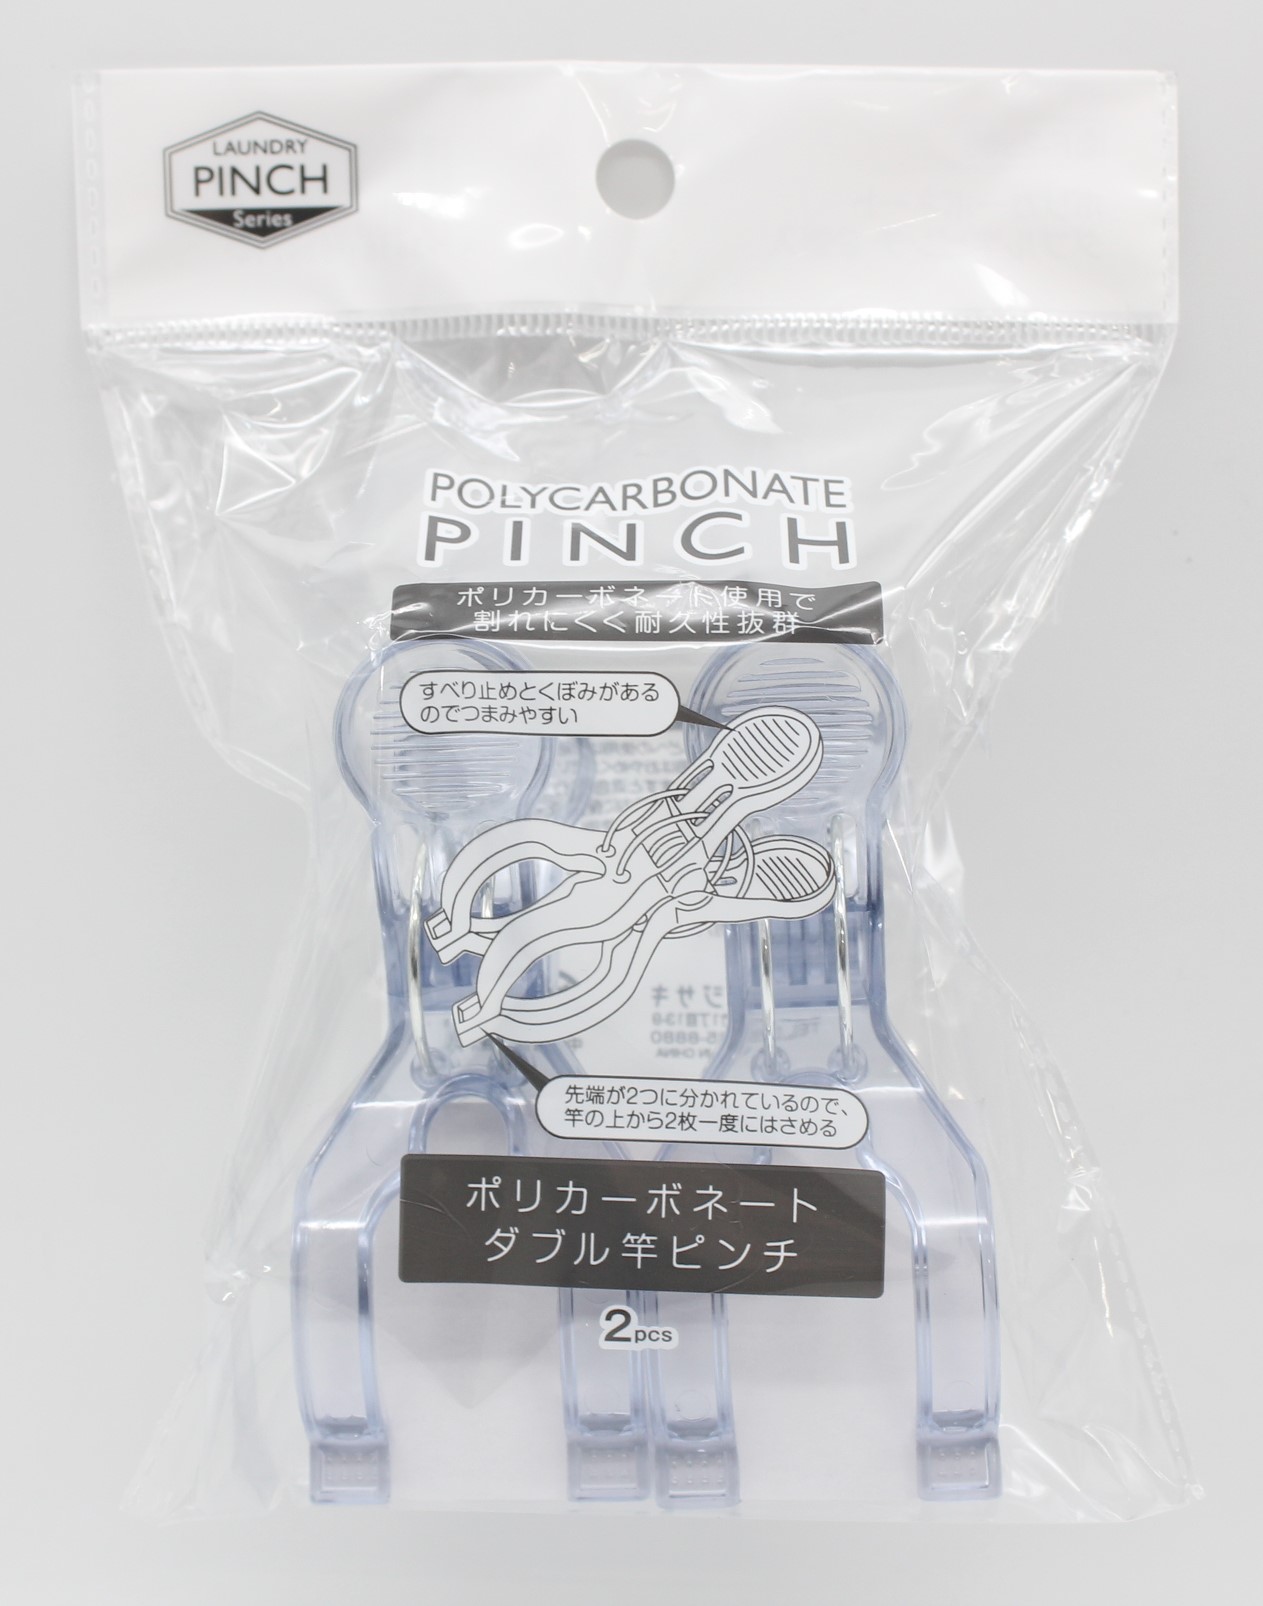 LAUNDRY
PINCH
Series
POLYCARBONATE
PINCH
ポリカーボネート使用で
割れにくく耐久性抜群
すべり止めとくぼみがある
のでつまみやすい
先端が2つに分かれているので、
竿の上から2枚一度にはさめる
ポリカーボネート
ダブル竿ピンチ
2pcs